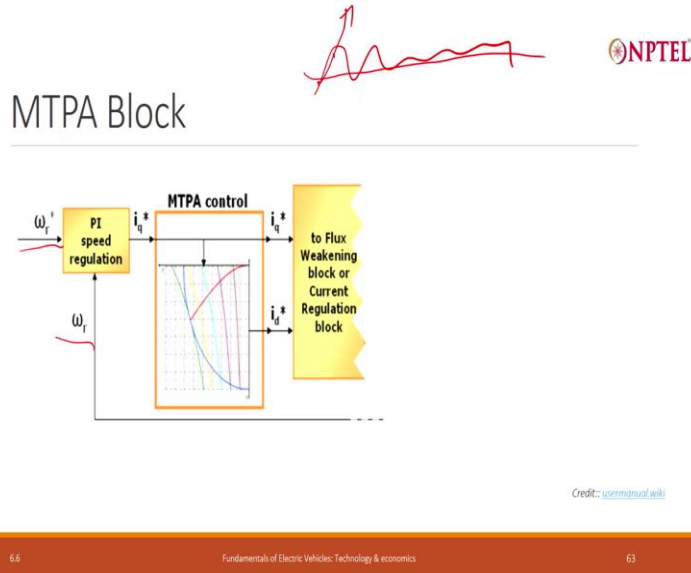 NPTEL
MTPA Block
MTPA control
ωr'
PI
speed
regulation
iq*
iq*
id*
to Flux
Weakening
block or
Current
Regulation
block
ωr
Credit:: usermanual.wiki
6.6
Fundamentals of Electric Vehicles: Technology & economics
63